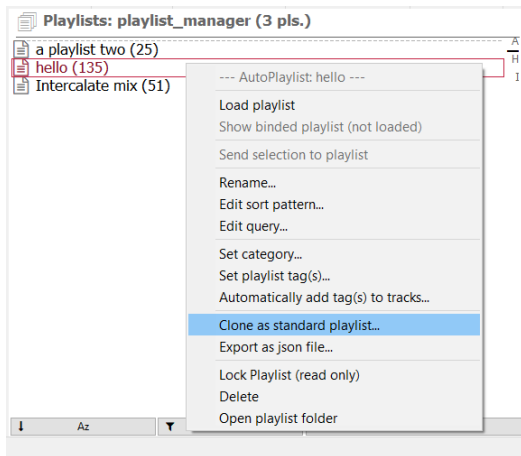 Playlists: playlist_manager (3 pls.)
a playlist two (25)
hello (135)
Intercalate mix (51)
A
H
I
--- AutoPlaylist: hello ---
Load playlist
Show binded playlist (not loaded)
Send selection to playlist
Rename...
Edit sort pattern...
Edit query...
Set category...
Set playlist tag(s)...
Automatically add tag(s) to tracks...
Clone as standard playlist...
Export as json file...
Lock Playlist (read only)
Delete
Open playlist folder
Az